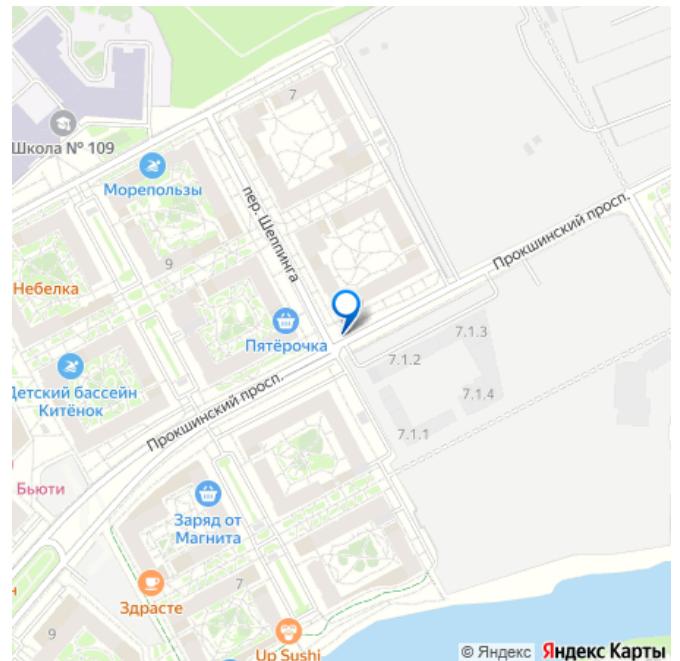 7
Школа № 109
Морепользы
пер. Шеппинга
Прокшинский просп.
9
Небелка
Пятёрочка
7.1.3
7.1.2
Детский бассейн
Китёнок
7.1.4
Прокшинский просп.
7.1.1
Бьюти
Заряд от
Магнита
н
7
Здрасте
9
Up Sushi
© Яндекс Яндекс Карты